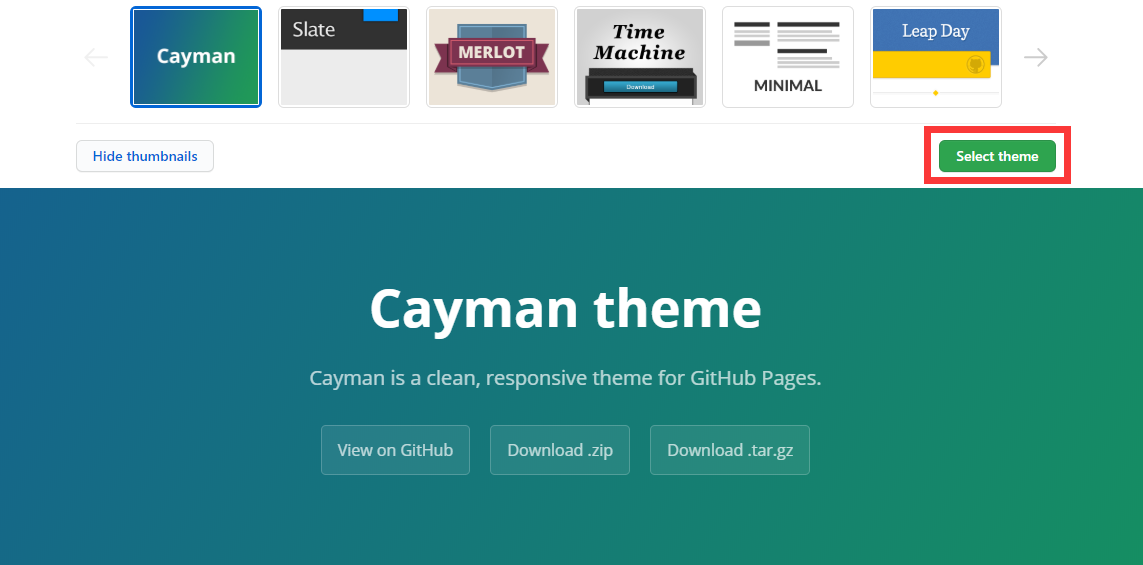 Cayman
Slate
MERLOT
Time
Machine
Download
MINIMAL
Leap Day
Hide thumbnails
Select theme
Cayman theme
Cayman is a clean, responsive theme for GitHub Pages.
View on GitHub
Download .zip
Download .tar.gz